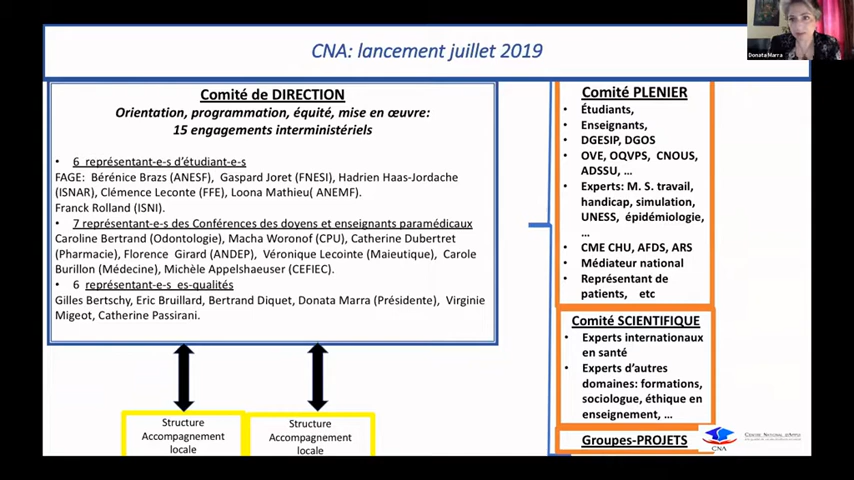 CNA: lancement juillet 2019
Donata Marra
Comité de DIRECTION
Orientation, programmation, équité, mise en œuvre:
15 engagements interministériels
• 6 représentant-e-s d'étudiant-e-s
FAGE: Bérénice Brazs (ANESF), Gaspard Joret (FNESI), Hadrien Haas-Jordache
(ISNAR), Clémence Leconte (FFE), Loona Mathieu( ANEMF).
Franck Rolland (ISNI).
• 7 représentant-e-s des Conférences des doyens et enseignants paramédicaux
Caroline Bertrand (Odontologie), Macha Woronof (CPU), Catherine Dubertret
(Pharmacie), Florence Girard (ANDEP), Véronique Lecointe (Maieutique), Carole
Burillon (Médecine), Michèle Appelshaeuser (CEFIEC).
• 6 représentant-e-s es-qualités
Gilles Bertschy, Eric Bruillard, Bertrand Diquet, Donata Marra (Présidente), Virginie
Migeot, Catherine Passirani.
Structure
Accompagnement
locale
Structure
Accompagnement
locale
Comité PLENIER
• Étudiants,
• Enseignants,
• DGESIP, DGOS
• OVE, OQVPS, CNOUS,
ADSSU, ...
• Experts: M. S. travail,
handicap, simulation,
UNESS, épidémiologie,
...
• CME CHU, AFDS, ARS
• Médiateur national
• Représentant de
patients, etc
Comité SCIENTIFIQUE
• Experts internationaux
en santé
• Experts d'autres
domaines: formations,
sociologue, éthique en
enseignement, ...
Groupes-PROJETS
CNA
CENTRE NATIONAL D'APPUI